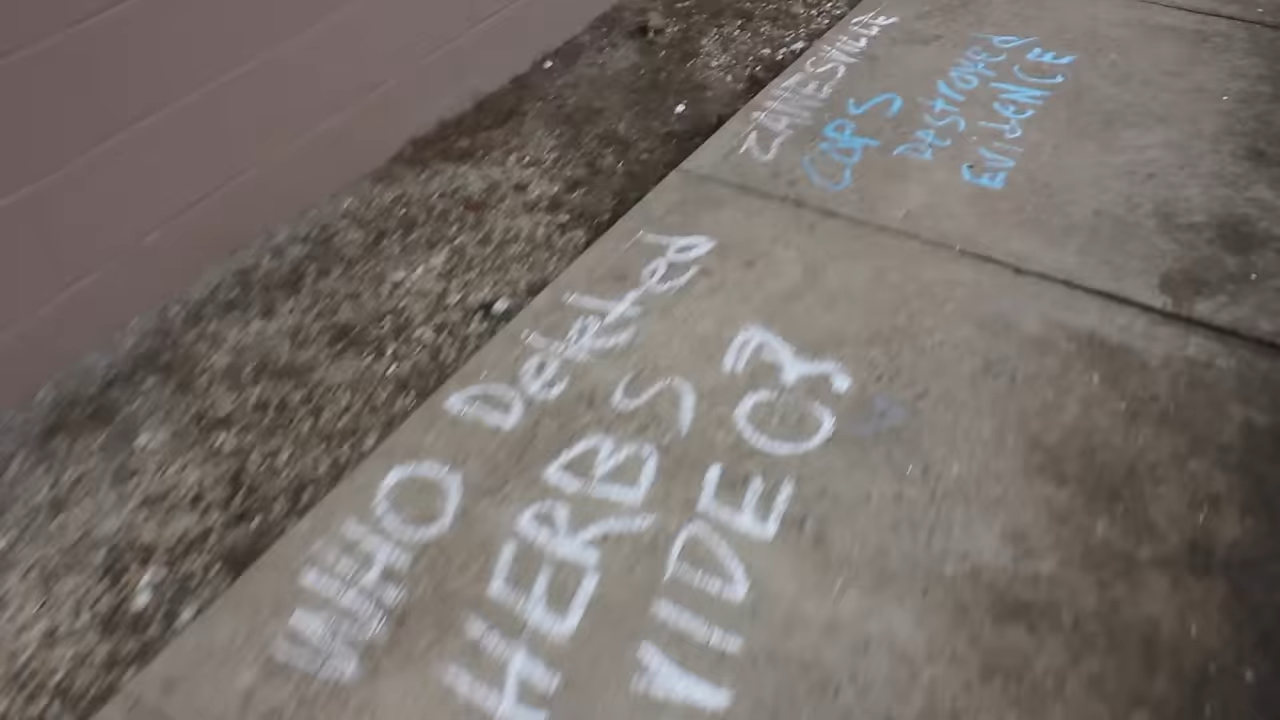 ZANESVILLE
COPS
DESTROYED
EVIDENCE
WHO Deleted
HERBS
VIDEO?